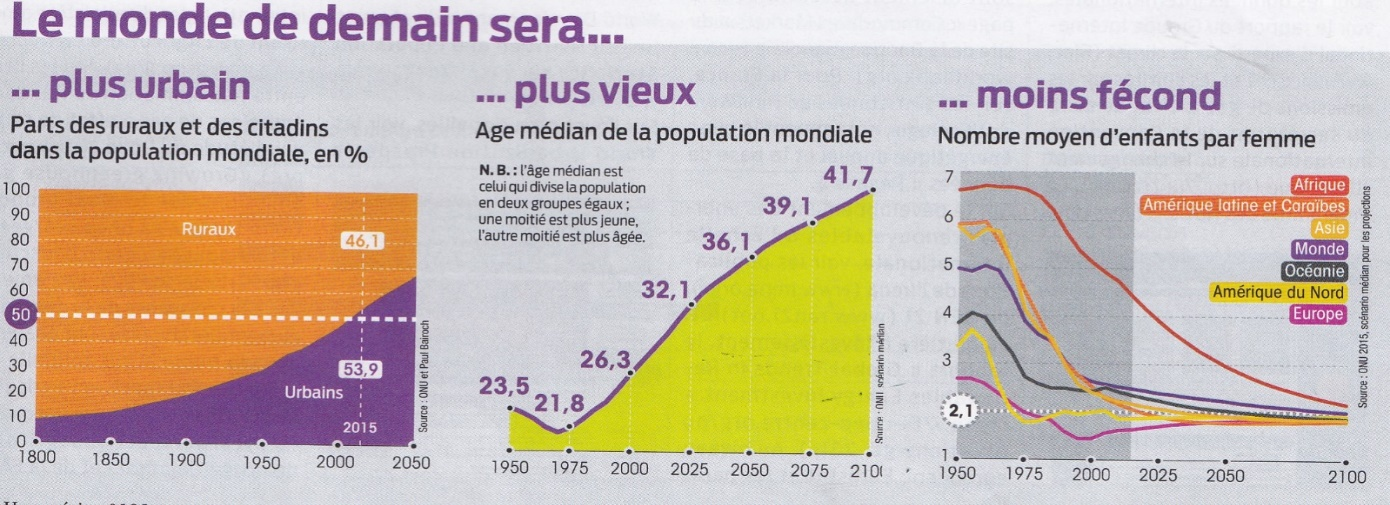 Le monde de demain sera...
... plus urbain
Parts des ruraux et des citadins
dans la population mondiale, en %
100
90
80
70
60
50
40
30
20
10
0
Ruraux
46,1
53,9
Urbains
2015
1800
1850
1900
1950
2000
2050
Source : ONU et Paul Bairoch
... plus vieux
Age médian de la population mondiale
N. B. : l'âge médian est
celui qui divise la population
en deux groupes égaux ;
une moitié est plus jeune,
l'autre moitié est plus âgée.
23,5
21,8
26,3
32,1
36,1
39,1
41,7
1950
1975
2000
2025
2050
2075
2100
Source : ONU, scénario médian
... moins fécond
Nombre moyen d'enfants par femme
7
6
5
4
3
2,1
1
Afrique
Amérique latine et Caraïbes
Asie
Monde
Océanie
Amérique du Nord
Europe
1950
1975
2000
2025
2050
2100
Source : ONU 2015, scénario médian pour les projections